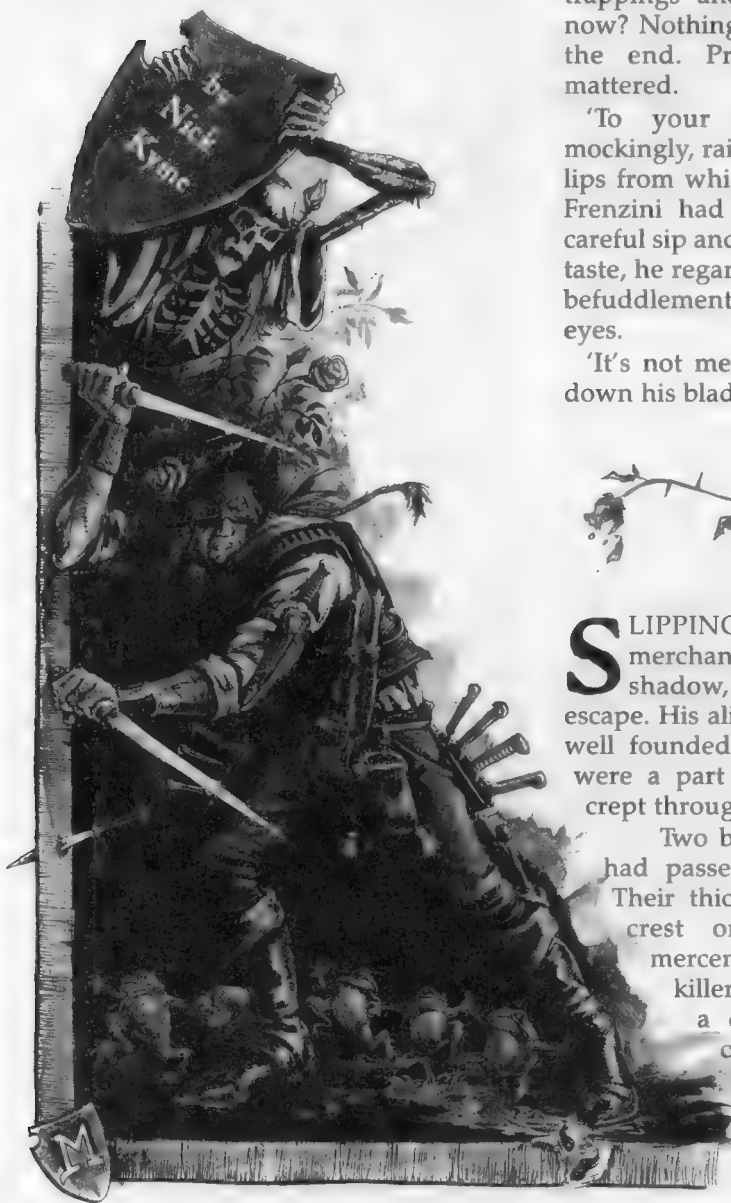 by
Nick
Kyme
trappings and
now? Nothing
the end. Pr
mattered.
'To your
mockingly, rai
lips from whi
Frenzini had
careful sip and
taste, he regar
befuddlement
eyes.
'It's not me
down his blad
SLIPPING
merchan
shadow,
escape. His ali
well founded
were a part
crept throug
Two b
had passe
Their thic
crest or
mercen
killer
a c
c
M